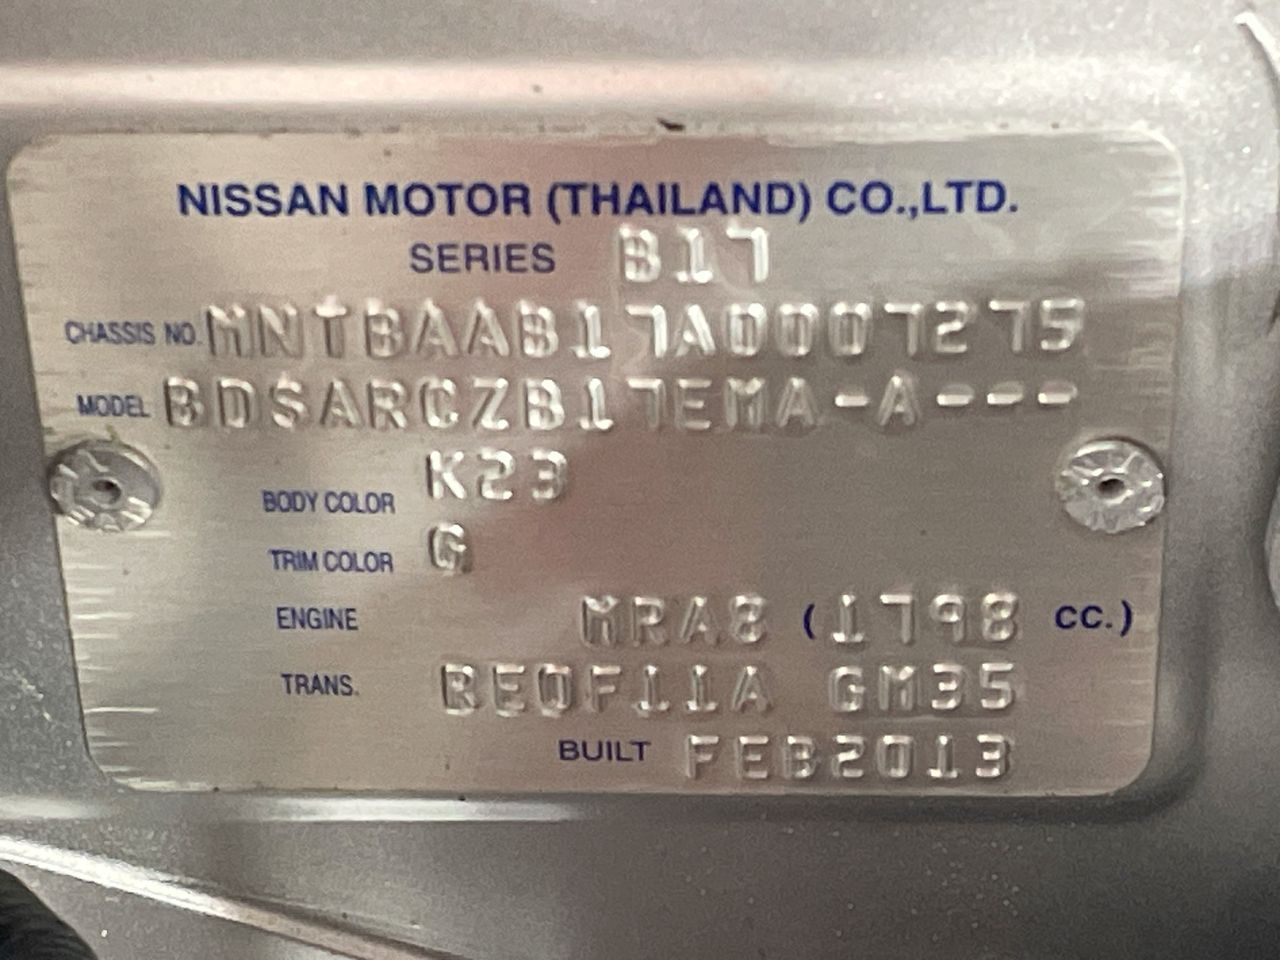 NISSAN MOTOR (THAILAND) CO.,LTD.
SERIES B17
CHASSIS NO. MNTBAAB17A0007275
MODEL BDSARCZB17EMA-A---
BODY COLOR K23
TRIM COLOR G
ENGINE MRA8 (1798 CC.)
TRANS. RE0F11A GM35
BUILT FEB2013